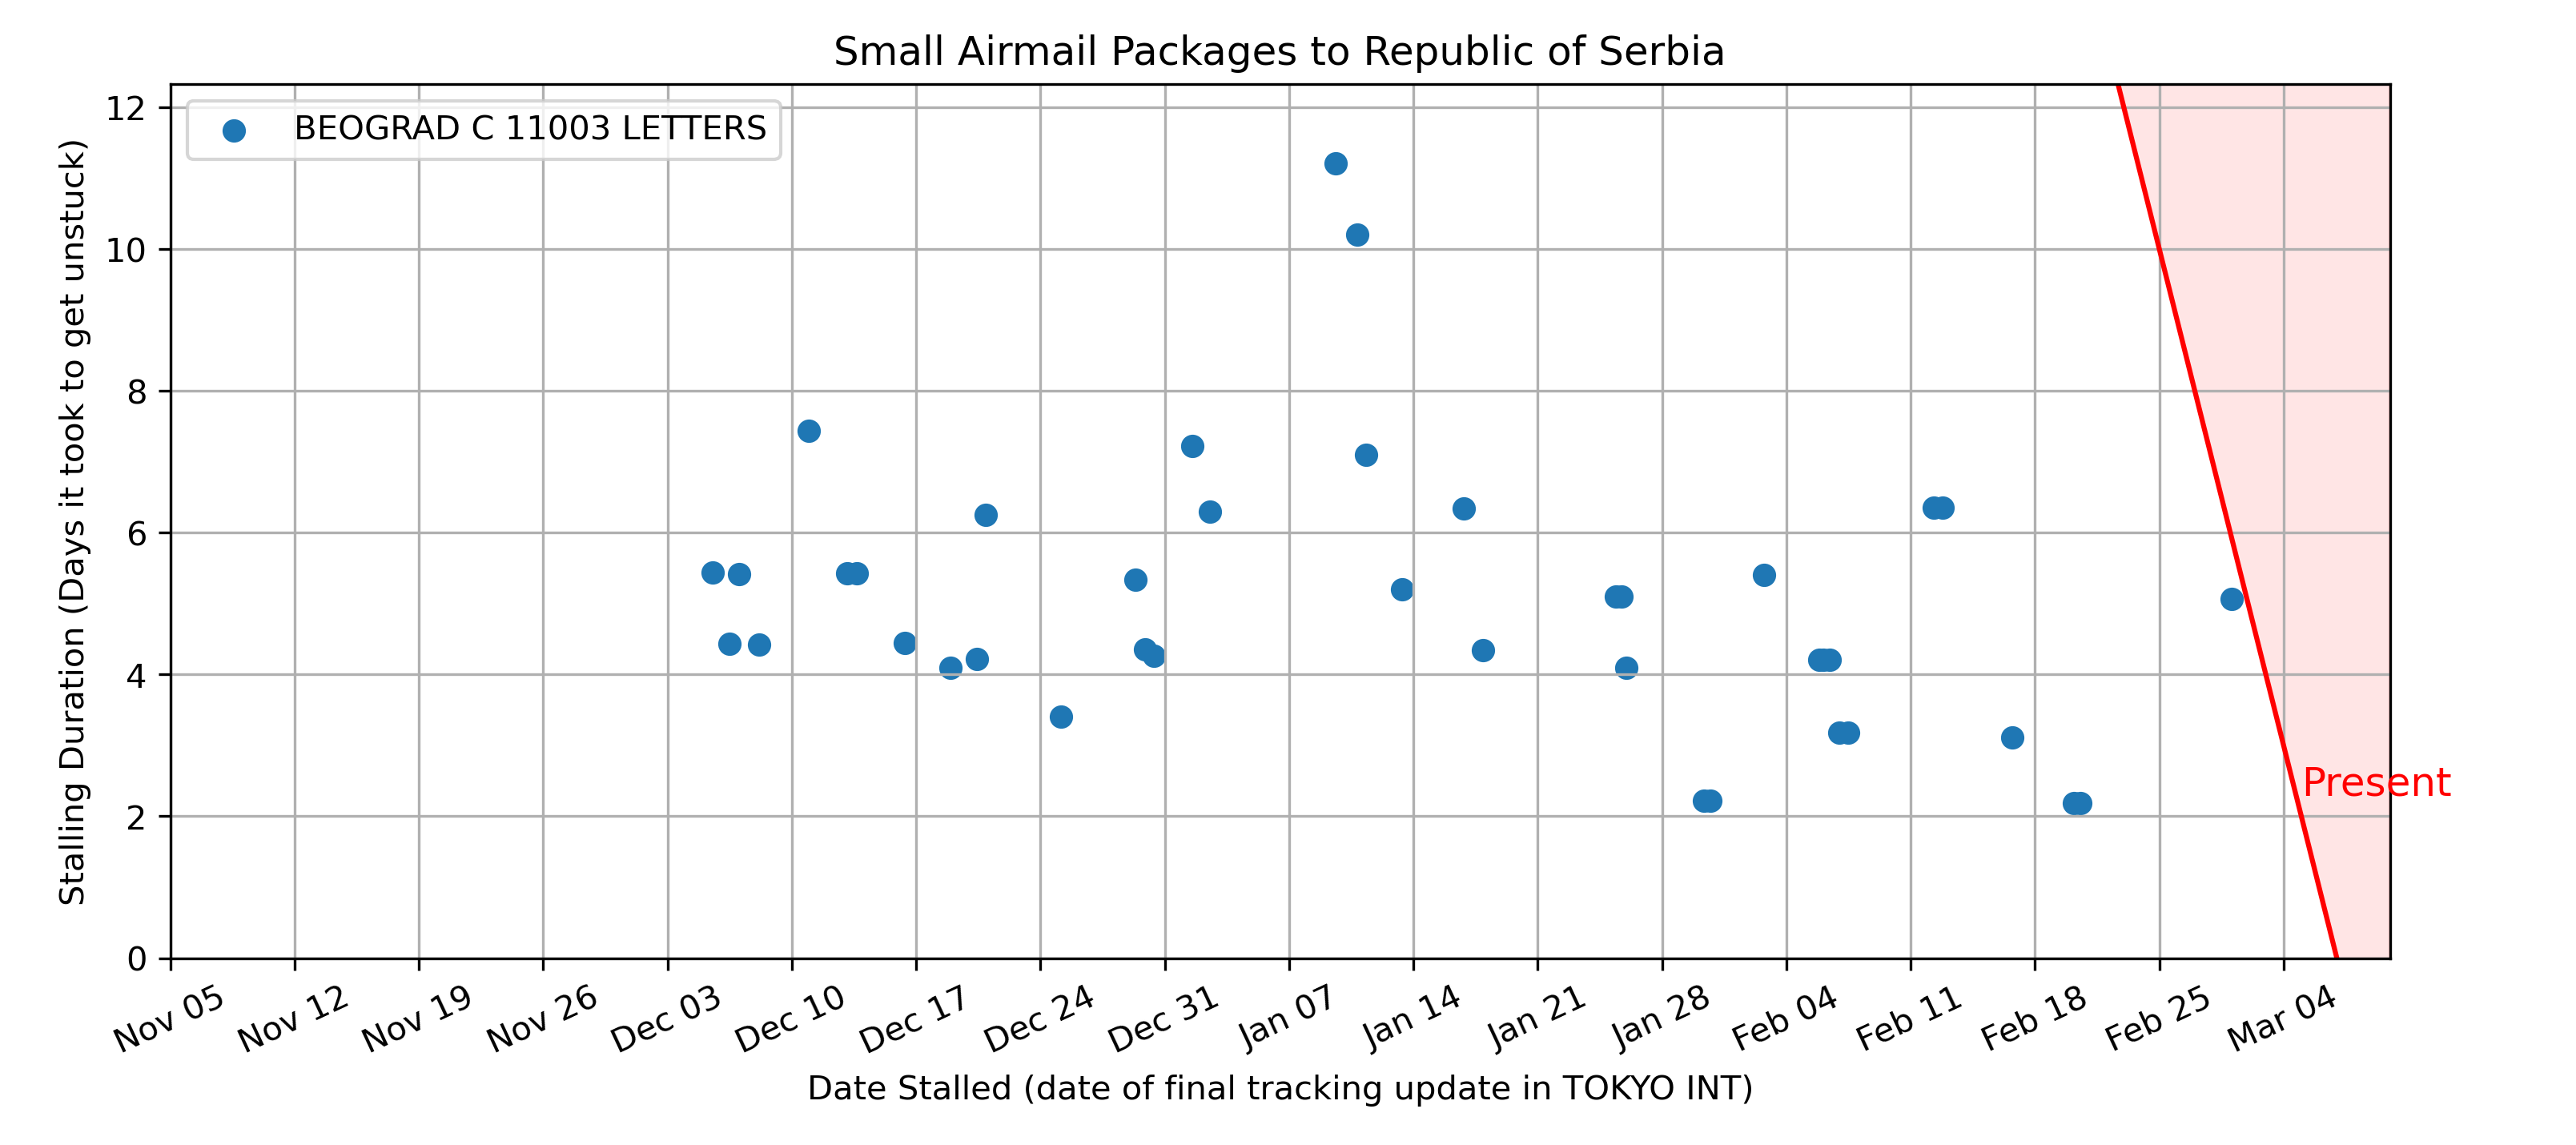 Small Airmail Packages to Republic of Serbia
BEOGRAD C 11003 LETTERS
Stalling Duration (Days it took to get unstuck)
12
10
8
6
4
2
0
Present
Nov 05 Nov 12 Nov 19 Nov 26 Dec 03 Dec 10 Dec 17 Dec 24 Dec 31 Jan 07 Jan 14 Jan 21 Jan 28 Feb 04 Feb 11 Feb 18 Feb 25 Mar 04
Date Stalled (date of final tracking update in TOKYO INT)